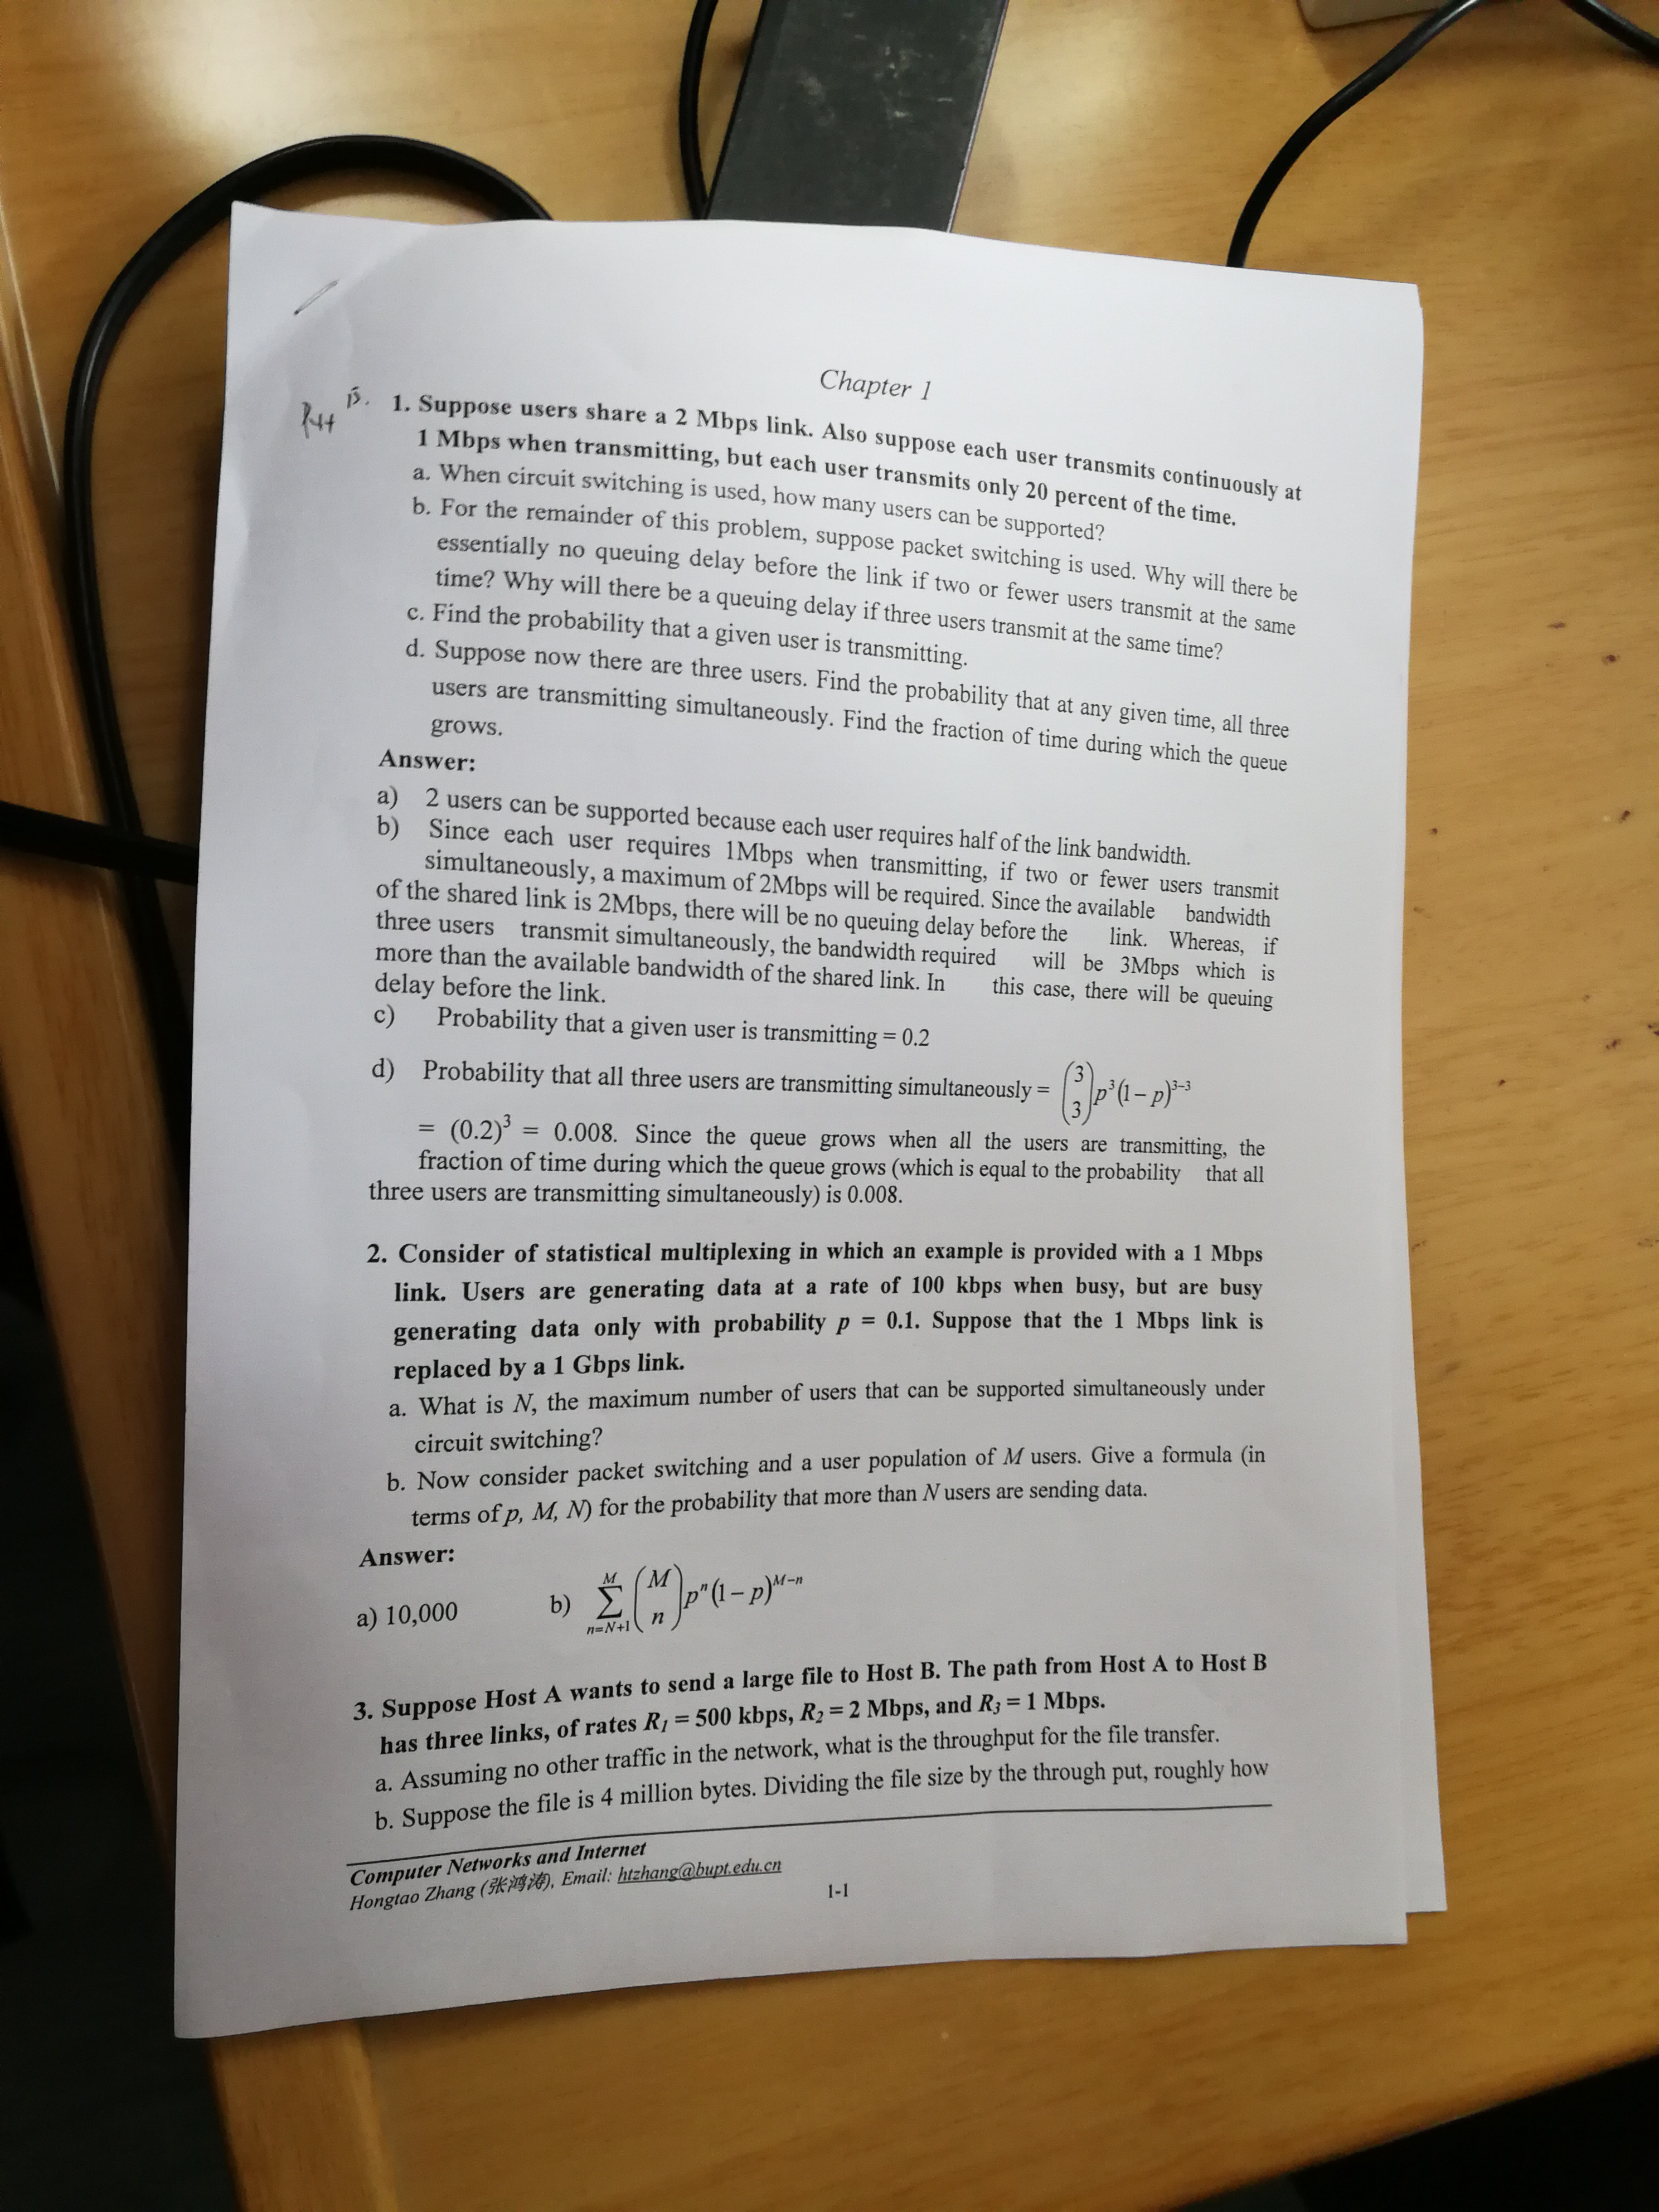 Chapter 1
1. Suppose users share a 2 Mbps link. Also suppose each user transmits continuously at
1 Mbps when transmitting, but each user transmits only 20 percent of the time.
a. When circuit switching is used, how many users can be supported?
b. For the remainder of this problem, suppose packet switching is used. Why will there be
essentially no queuing delay before the link if two or fewer users transmit at the same
time? Why will there be a queuing delay if three users transmit at the same time?
c. Find the probability that a given user is transmitting.
d. Suppose now there are three users. Find the probability that at any given time, all three
users are transmitting simultaneously. Find the fraction of time during which the queue
grows.
Answer:
a) 2 users can be supported because each user requires half of the link bandwidth.
b) Since each user requires 1Mbps when transmitting, if two or fewer users transmit
simultaneously, a maximum of 2Mbps will be required. Since the available bandwidth
of the shared link is 2Mbps, there will be no queuing delay before the link. Whereas, if
three users transmit simultaneously, the bandwidth required will be 3Mbps which is
more than the available bandwidth of the shared link. In this case, there will be queuing
delay before the link.
c) Probability that a given user is transmitting = 0.2
d) Probability that all three users are transmitting simultaneously = (3 3) p³(1 − p)³⁻³
= (0.2)³ = 0.008. Since the queue grows when all the users are transmitting, the
fraction of time during which the queue grows (which is equal to the probability that all
three users are transmitting simultaneously) is 0.008.
2. Consider of statistical multiplexing in which an example is provided with a 1 Mbps
link. Users are generating data at a rate of 100 kbps when busy, but are busy
generating data only with probability p = 0.1. Suppose that the 1 Mbps link is
replaced by a 1 Gbps link.
a. What is N, the maximum number of users that can be supported simultaneously under
circuit switching?
b. Now consider packet switching and a user population of M users. Give a formula (in
terms of p, M, N) for the probability that more than N users are sending data.
Answer:
a) 10,000 b) ∑ n=N+1 M (M n) pⁿ(1 − p)ᴹ⁻ⁿ
3. Suppose Host A wants to send a large file to Host B. The path from Host A to Host B
has three links, of rates R₁ = 500 kbps, R₂ = 2 Mbps, and R₃ = 1 Mbps.
a. Assuming no other traffic in the network, what is the throughput for the file transfer.
b. Suppose the file is 4 million bytes. Dividing the file size by the through put, roughly how
Computer Networks and Internet
Hongtao Zhang (张鸿涛), Email: htzhang@bupt.edu.cn
1-1